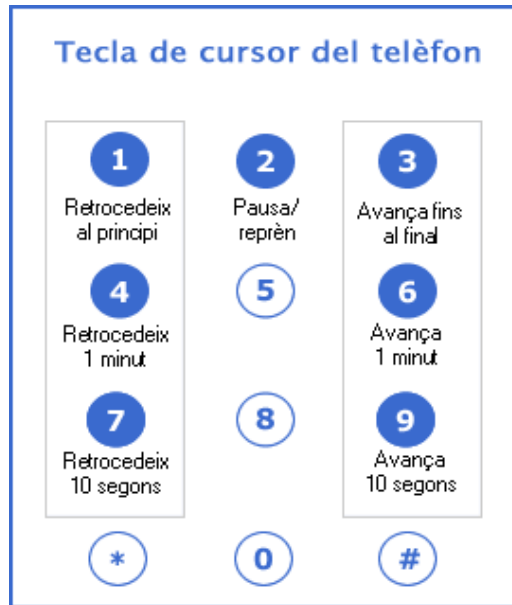 Tecla de cursor del telèfon
1 2 3
Retrocedeix Pausa/ Avança fins
al principi reprèn al final
4 5 6
Retrocedeix Avança
1 minut 1 minut
7 8 9
Retrocedeix Avança
10 segons 10 segons
* 0 #